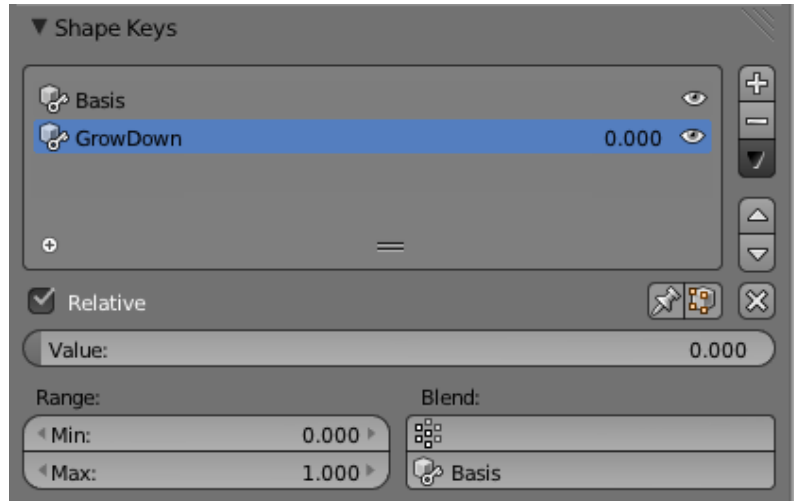 Shape Keys
Basis
GrowDown 0.000
Relative
Value: 0.000
Range: Blend:
Min: 0.000
Max: 1.000 Basis